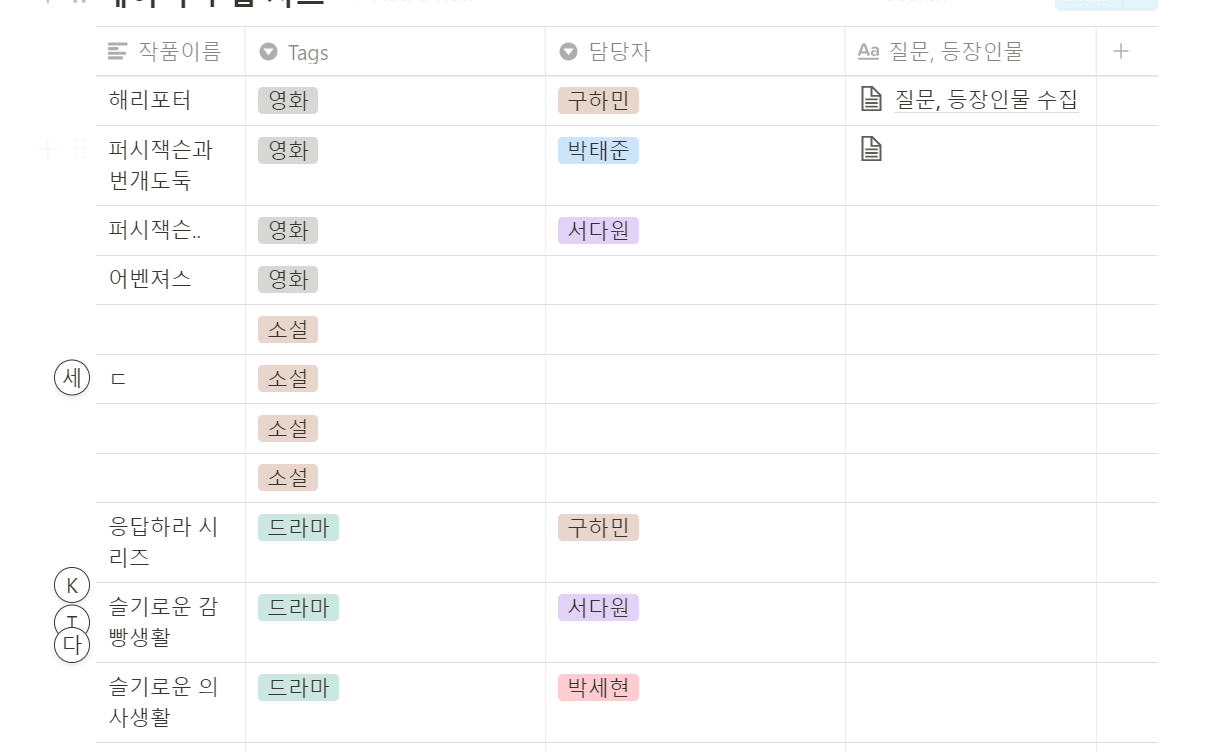 작품이름 Tags 담당자 Aa 질문, 등장인물
해리포터 영화 구하민 질문, 등장인물 수집
퍼시잭슨과 영화 박태준
번개도둑
퍼시잭슨.. 영화 서다원
어벤져스 영화
소설
세 ㄷ 소설
소설
소설
응답하라 시 드라마 구하민
리즈
K
슬기로운 감 드라마 서다원
다 빵생활
슬기로운 의 드라마 박세현
사생활